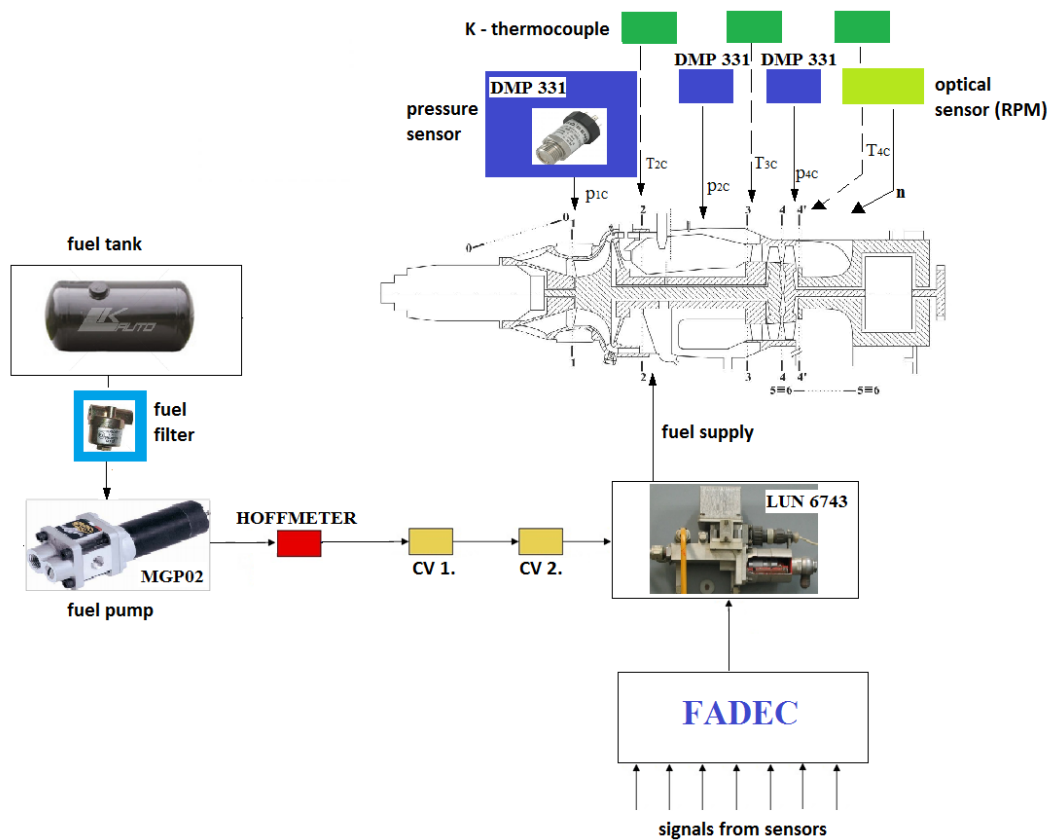 K - thermocouple
DMP 331
DMP 331
DMP 331
pressure
sensor
optical
sensor (RPM)
T2C
T3C
T4C
p1C
p2C
p4C
n
0
0
1
2
3
4
4'
fuel tank
LK
AUTO
1
2
3
4
4'
5≡6
5≡6
fuel
filter
fuel supply
HOFFMETER
LUN 6743
CV 1.
CV 2.
MGP02
fuel pump
FADEC
signals from sensors